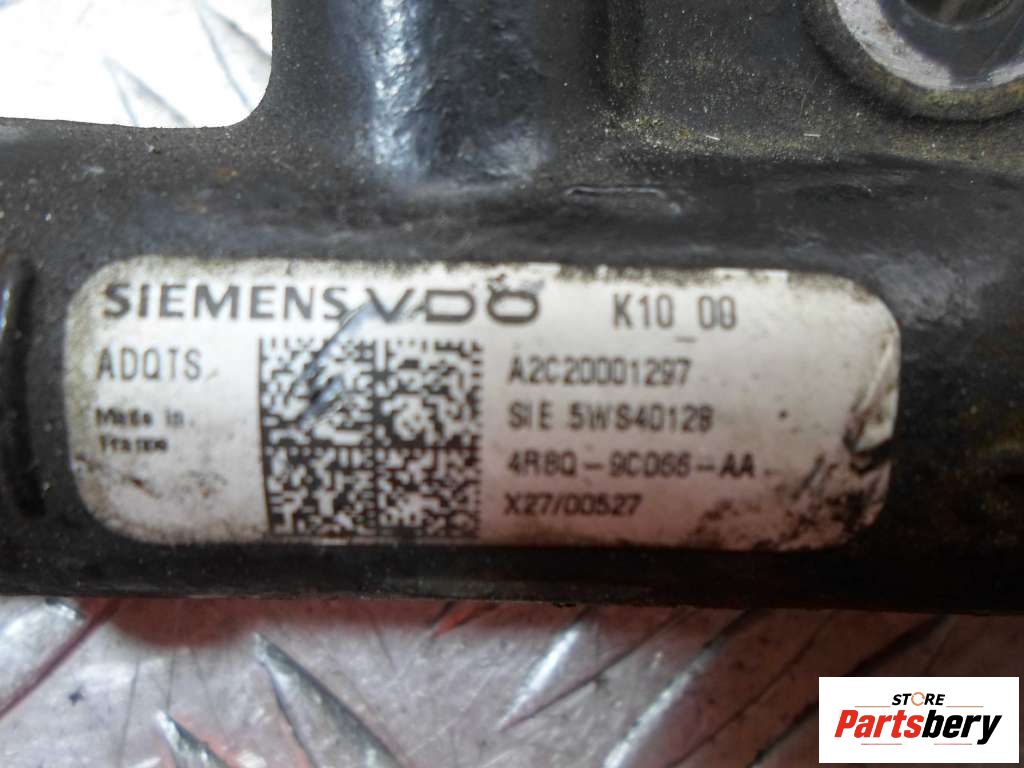 SIEMENS VDO K10_00
ADQTS A2C20001297
Made in SIE 5WS40128
France 4R8Q-9C066-AA
X27/00527
STORE
Partsbery